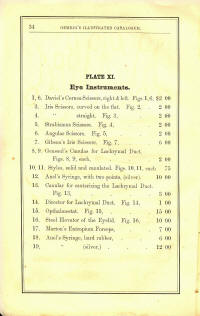 34 GEMRIG'S ILLUSTRATED CATALOGUE.
PLATE XI.
Eye Instruments.
1, 6. Daviel's Cornea Scissors, right & left. Figs 1, 6, $2 00
3. Iris Scissors, curved on the flat. Fig. 2, 2 00
4. " straight. Fig. 3, 2 00
5. Strabismus Scissors. Fig. 4, 2 00
6. Angular Scissors. Fig. 5, 2 00
7. Gibson's Iris Scissors. Fig. 7, 6 00
8, 9. Canulas for Lachrymal Duct.
Figs. 8, 9, each, 2 00
10, 11. Styles, solid and canulated. Figs. 10, 11, each 75
12. Anel's Syringe, with two points, (silver). 10 00
13. Canular for cauterizing the Lachrymal Duct.
Fig. 13, 3 00
14. Director for Lachrymal Duct. Fig. 14, 1 00
15. Opthalmostat. Fig. 15, 15 00
16. Steel Elevator of the Eyelid. Fig. 16, 10 00
17. Morton's Entropium Forceps, 7 00
18. Anel's Syringe, hard rubber, 6 00
19. " (silver.) 12 00